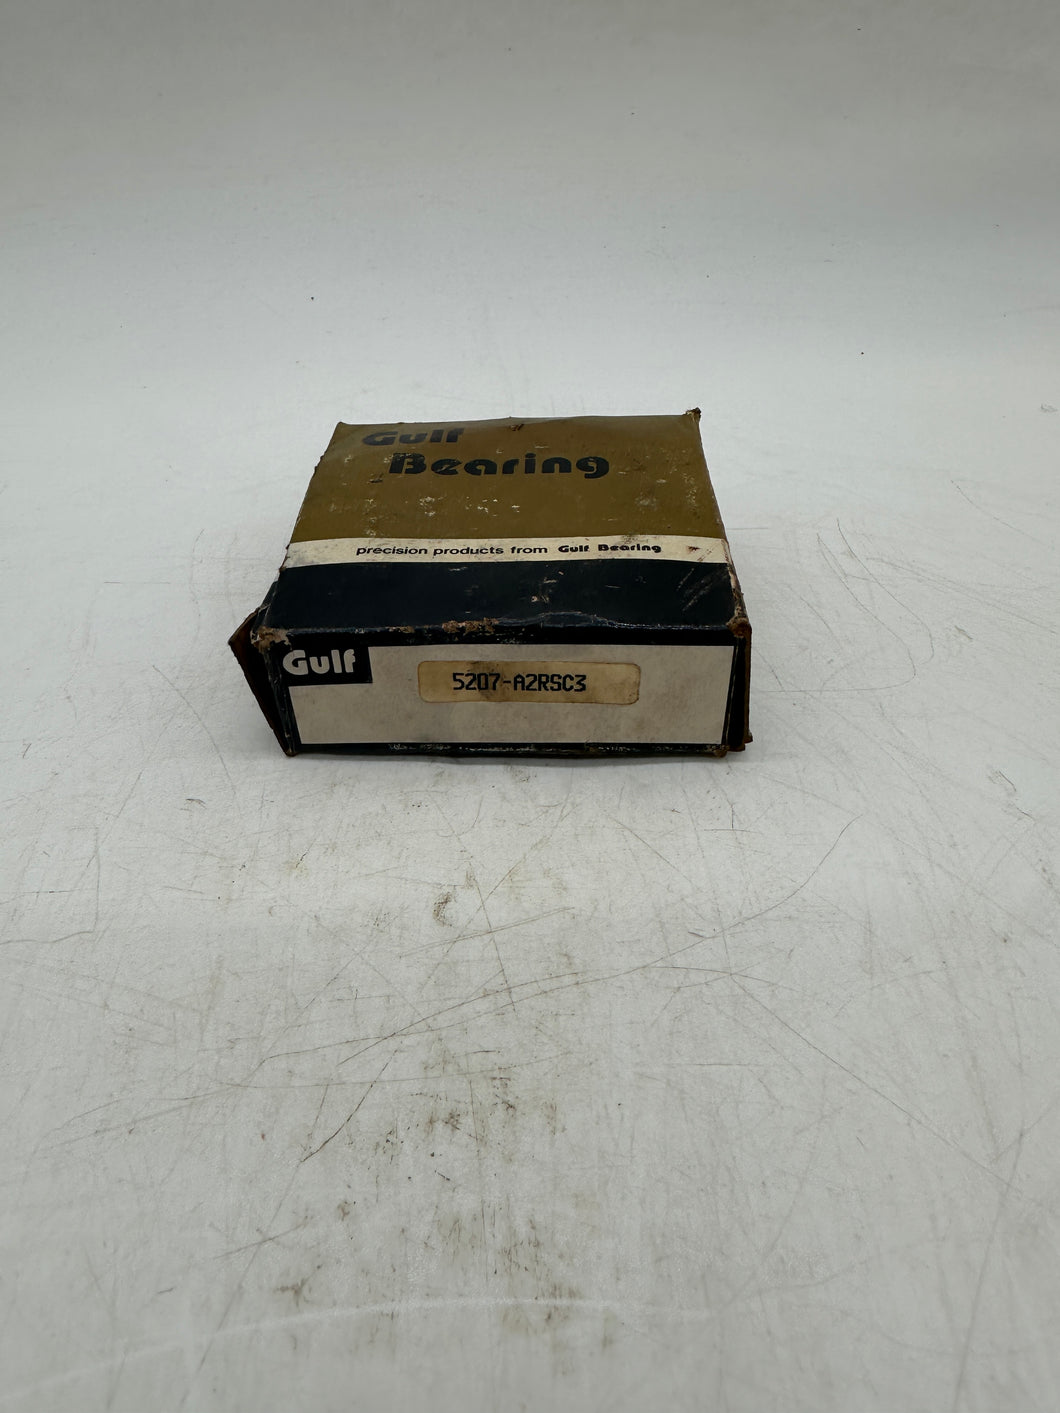 Gulf
Bearing
precision products from Gulf Bearing
Gulf
5207-A2RSC3